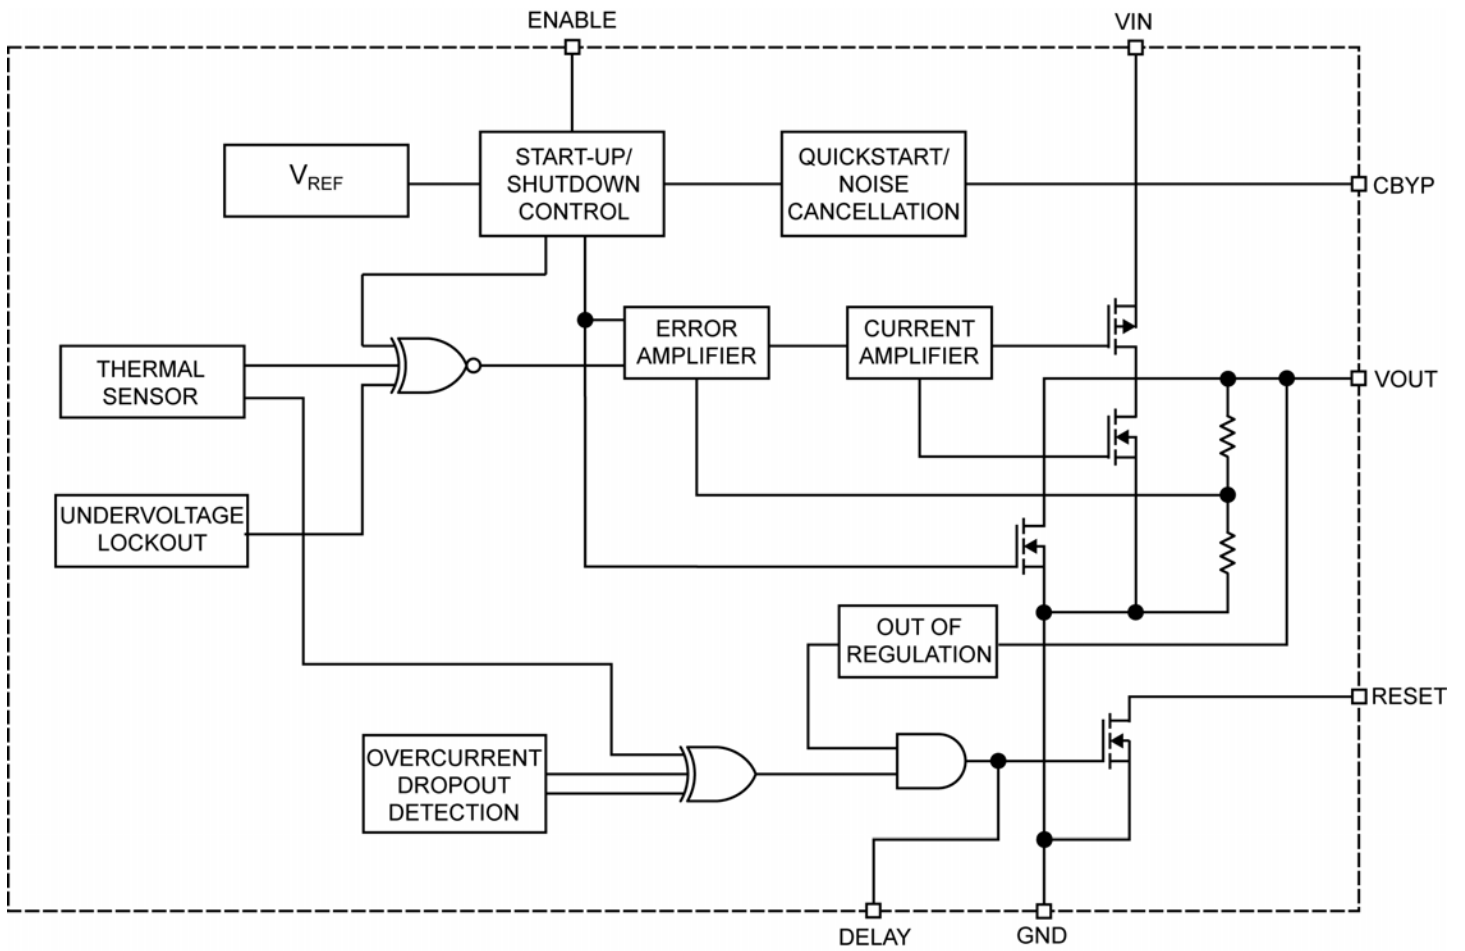 ENABLE
VIN
VREF
START-UP/
SHUTDOWN
CONTROL
QUICKSTART/
NOISE
CANCELLATION
CBYP
ERROR
AMPLIFIER
CURRENT
AMPLIFIER
THERMAL
SENSOR
VOUT
UNDERVOLTAGE
LOCKOUT
OUT OF
REGULATION
RESET
OVERCURRENT
DROPOUT
DETECTION
DELAY
GND